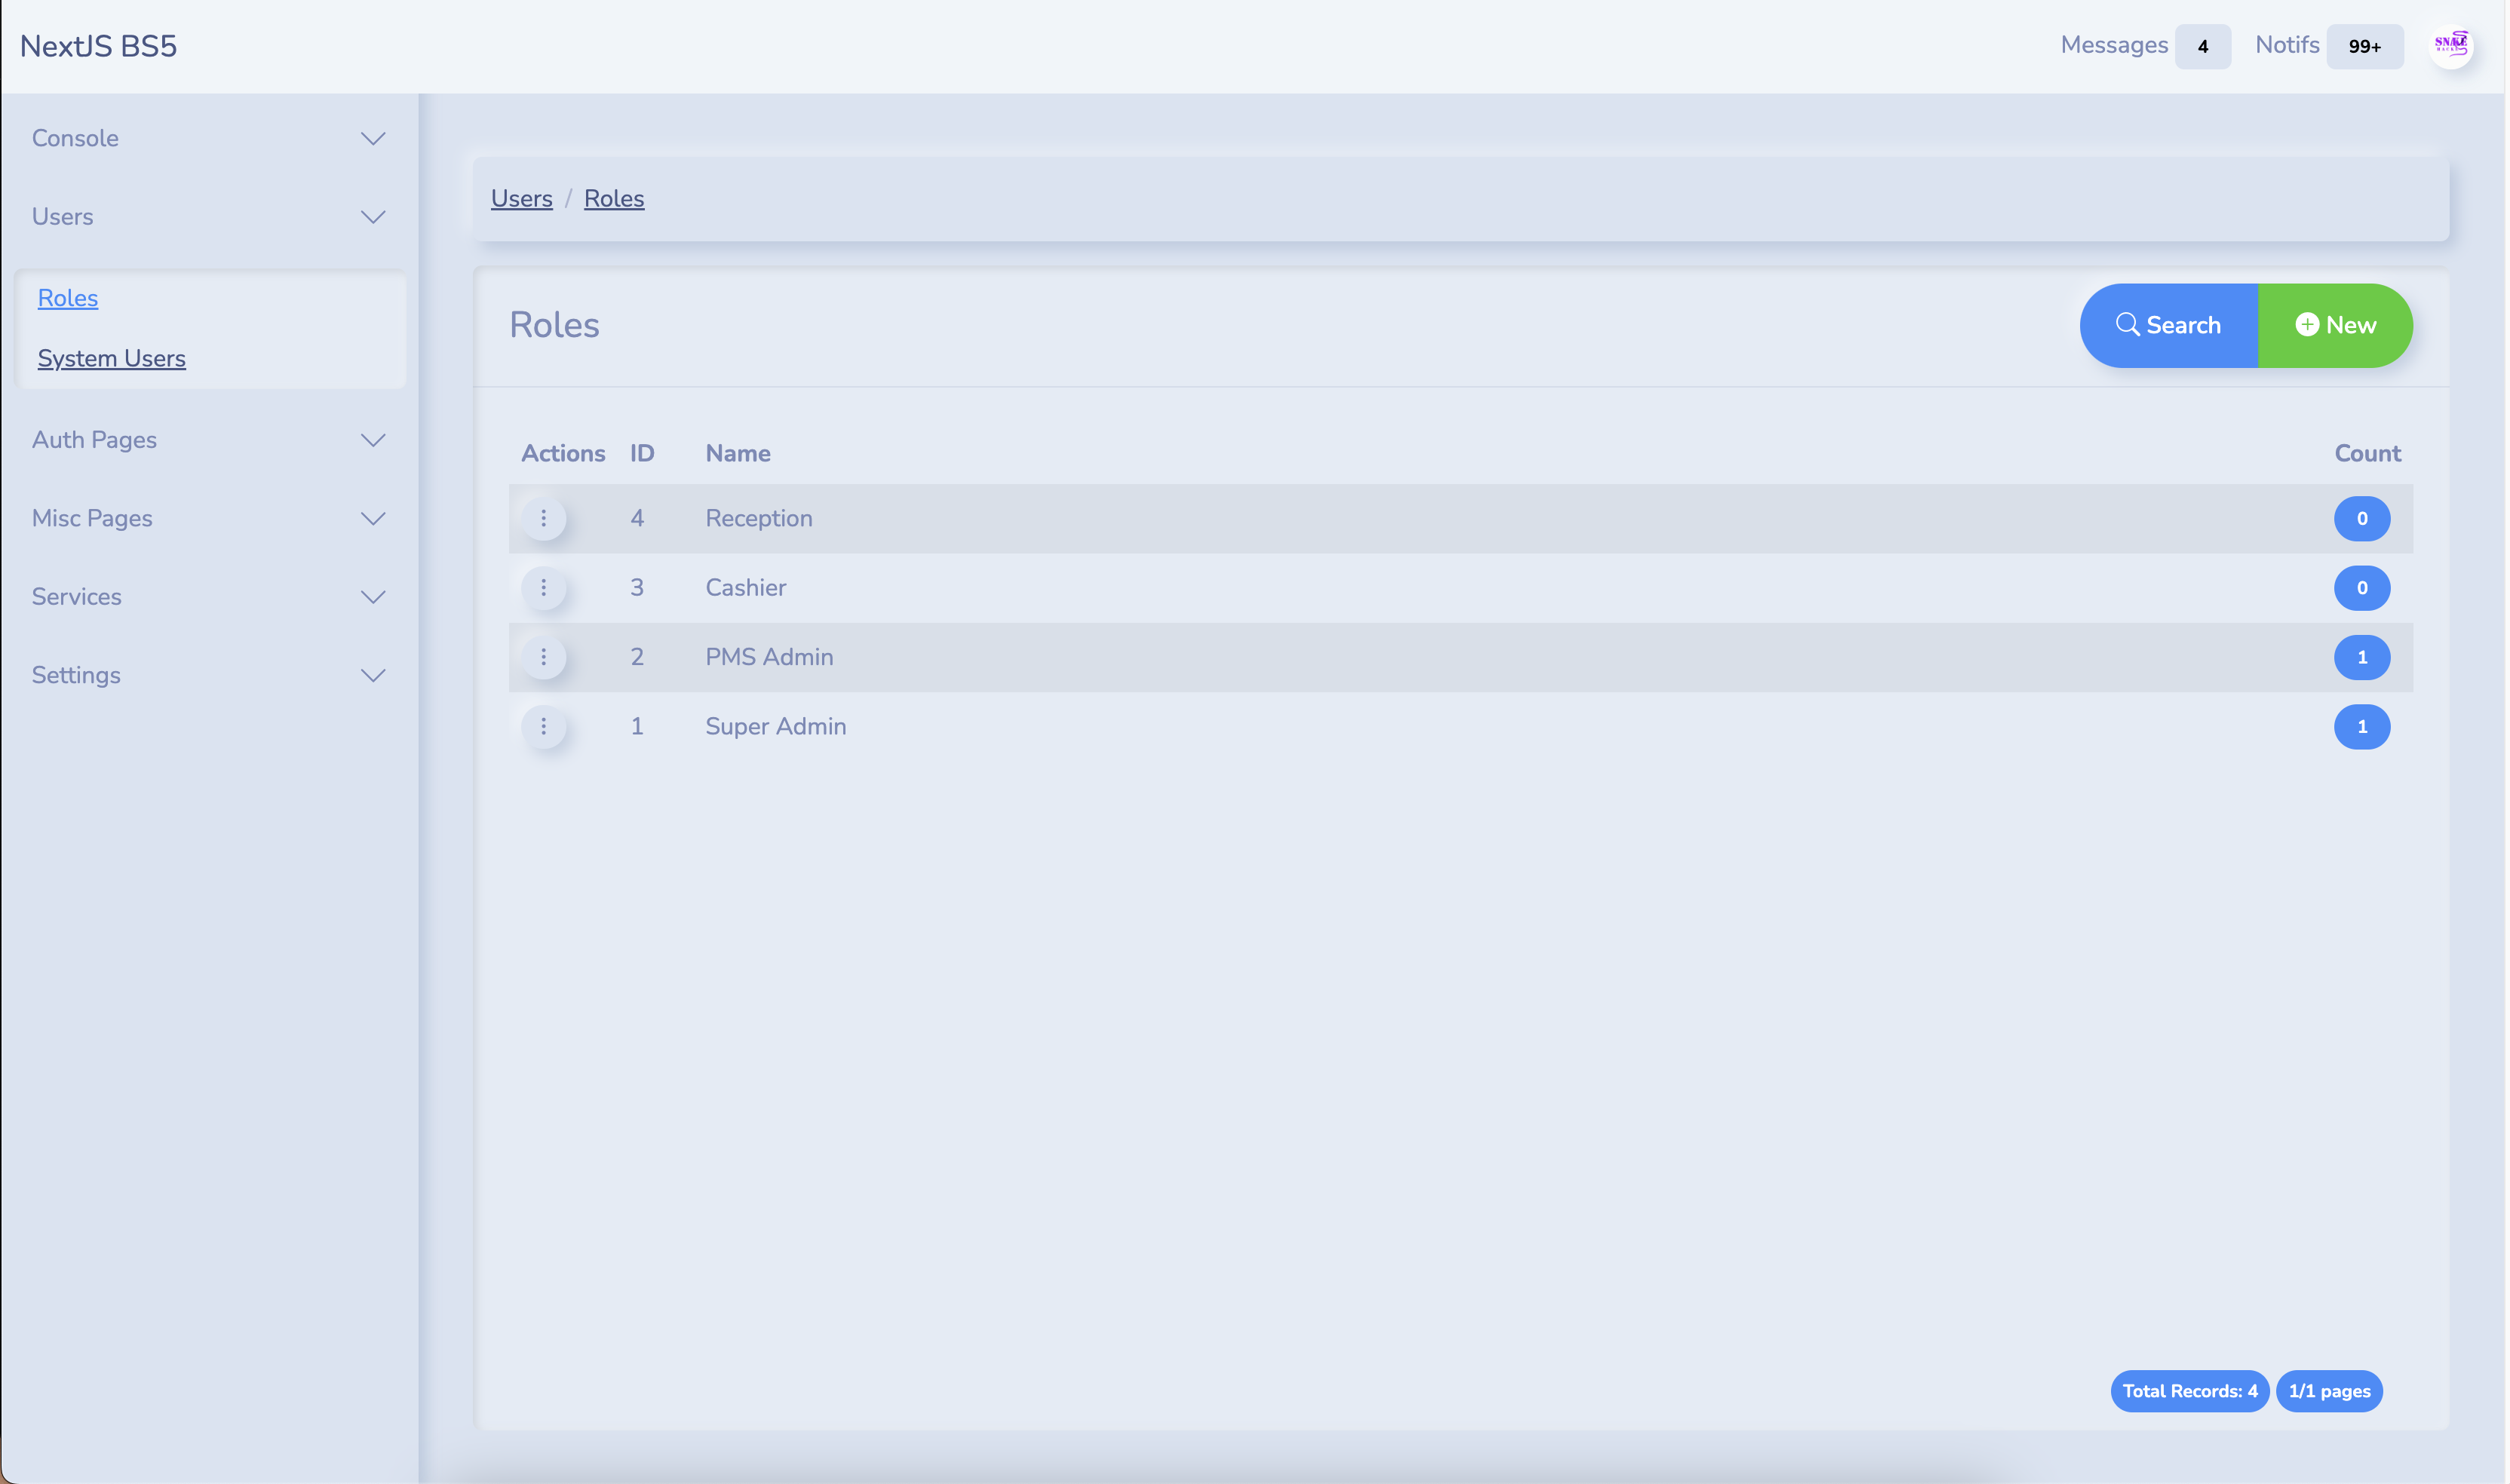 NextJS BS5
Messages 4 Notifs 99+
SNAKE
Console
Users
Roles
System Users
Auth Pages
Misc Pages
Services
Settings
Users / Roles
Roles
Search New
Actions ID Name Count
4 Reception 0
3 Cashier 0
2 PMS Admin 1
1 Super Admin 1
Total Records: 4 1/1 pages